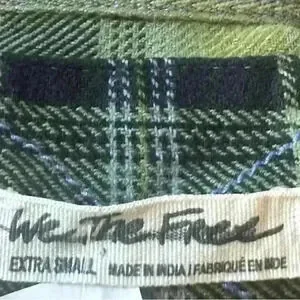 We The Free
EXTRA SMALL MADE IN INDIA / FABRIQUÉ EN INDE